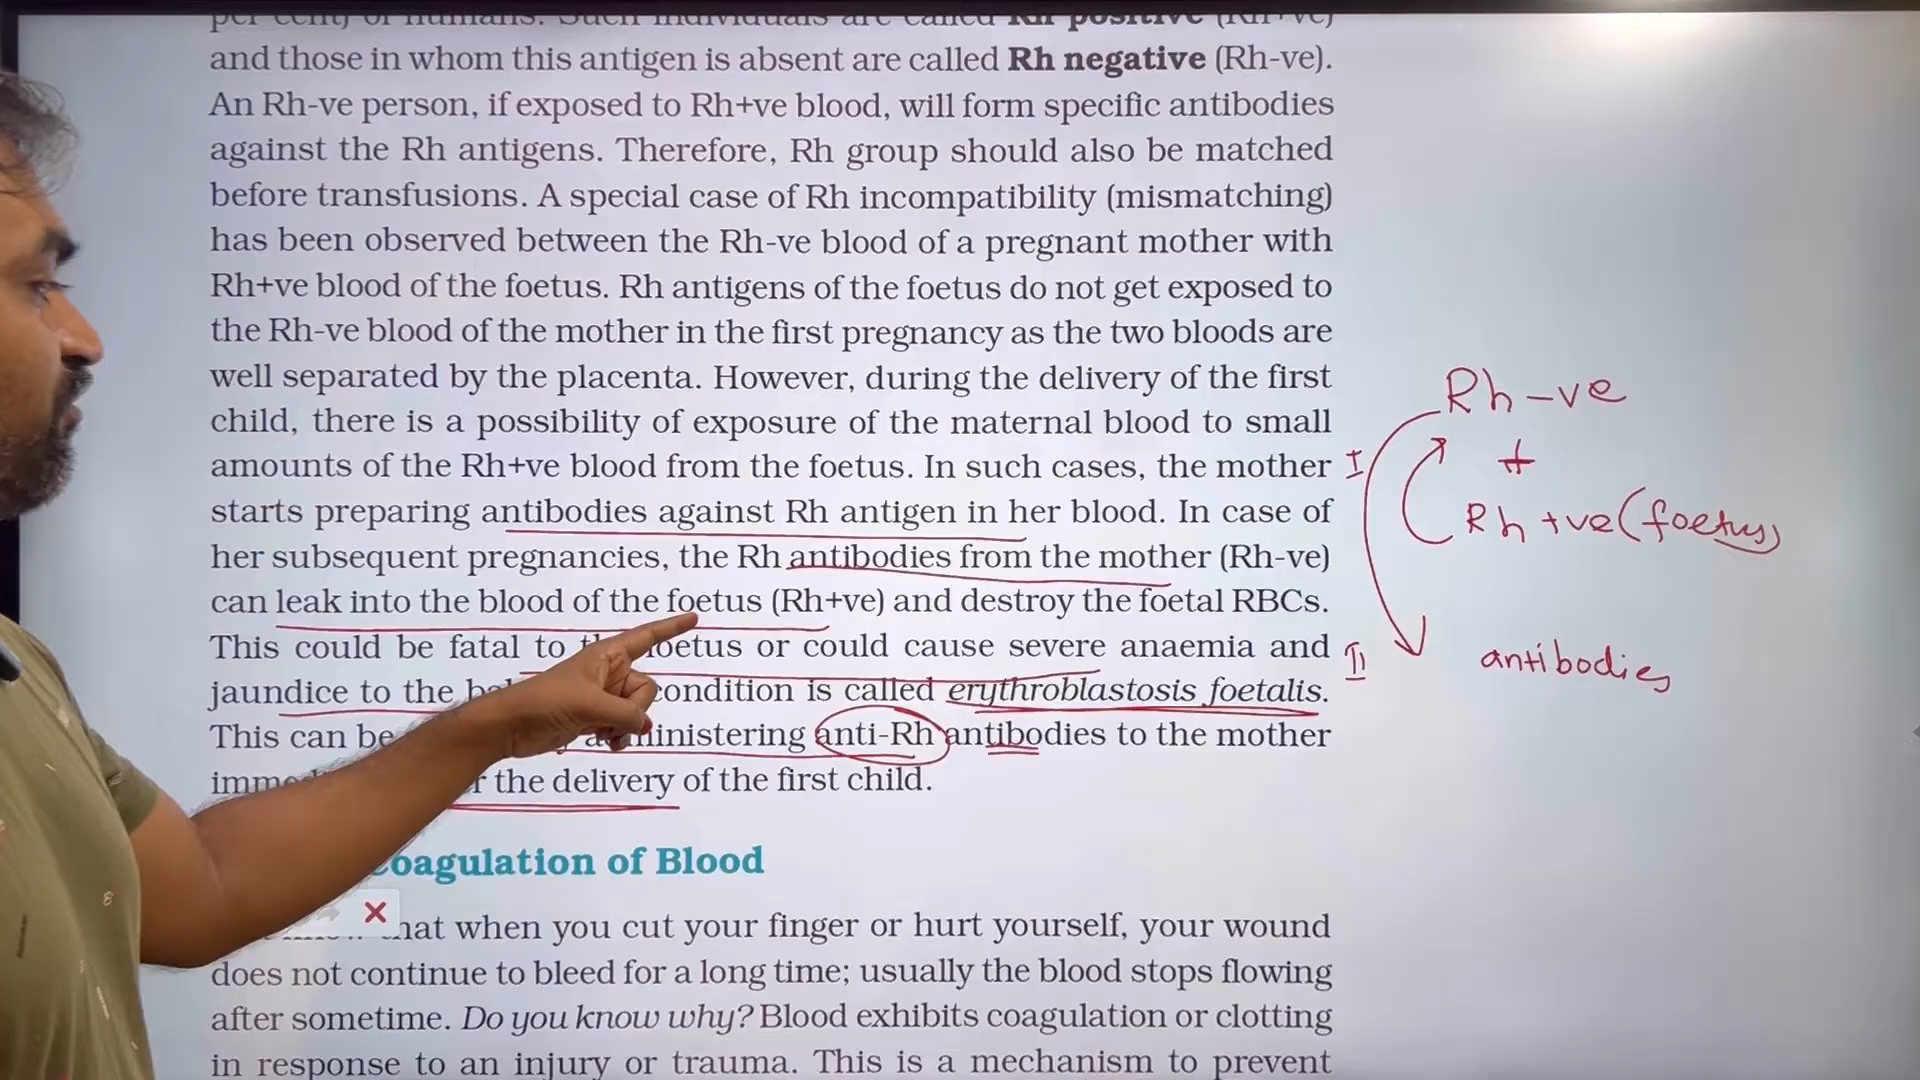 and those in whom this antigen is absent are called Rh negative (Rh-ve).
An Rh-ve person, if exposed to Rh+ve blood, will form specific antibodies
against the Rh antigens. Therefore, Rh group should also be matched
before transfusions. A special case of Rh incompatibility (mismatching)
has been observed between the Rh-ve blood of a pregnant mother with
Rh+ve blood of the foetus. Rh antigens of the foetus do not get exposed to
the Rh-ve blood of the mother in the first pregnancy as the two bloods are
well separated by the placenta. However, during the delivery of the first
child, there is a possibility of exposure of the maternal blood to small
amounts of the Rh+ve blood from the foetus. In such cases, the mother
starts preparing antibodies against Rh antigen in her blood. In case of
her subsequent pregnancies, the Rh antibodies from the mother (Rh-ve)
can leak into the blood of the foetus (Rh+ve) and destroy the foetal RBCs.
This could be fatal to foetus or could cause severe anaemia and
jaundice to the condition is called erythroblastosis foetalis.
This can be administering anti-Rh antibodies to the mother
the delivery of the first child.
Coagulation of Blood
that when you cut your finger or hurt yourself, your wound
does not continue to bleed for a long time; usually the blood stops flowing
after sometime. Do you know why? Blood exhibits coagulation or clotting
in response to an injury or trauma. This is a mechanism to prevent
Rh -ve
I
+
Rh +ve (foetus)
II
antibodies